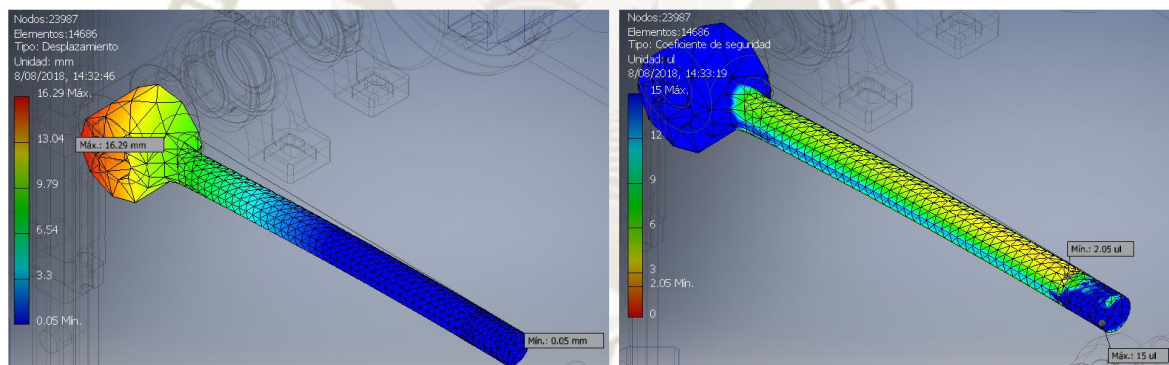 Nodos:23987
Elementos:14686
Tipo: Desplazamiento
Unidad: mm
8/08/2018, 14:32:46
16.29 Máx.
13.04
9.79
6.54
3.3
0.05 Mín.
Máx.: 16.29 mm
Mín.: 0.05 mm
Nodos:23987
Elementos:14686
Tipo: Coeficiente de seguridad
Unidad: ul
8/08/2018, 14:33:19
15 Máx.
12
9
6
3
2.05 Mín.
0
Mín.: 2.05 ul
Máx.: 15 ul